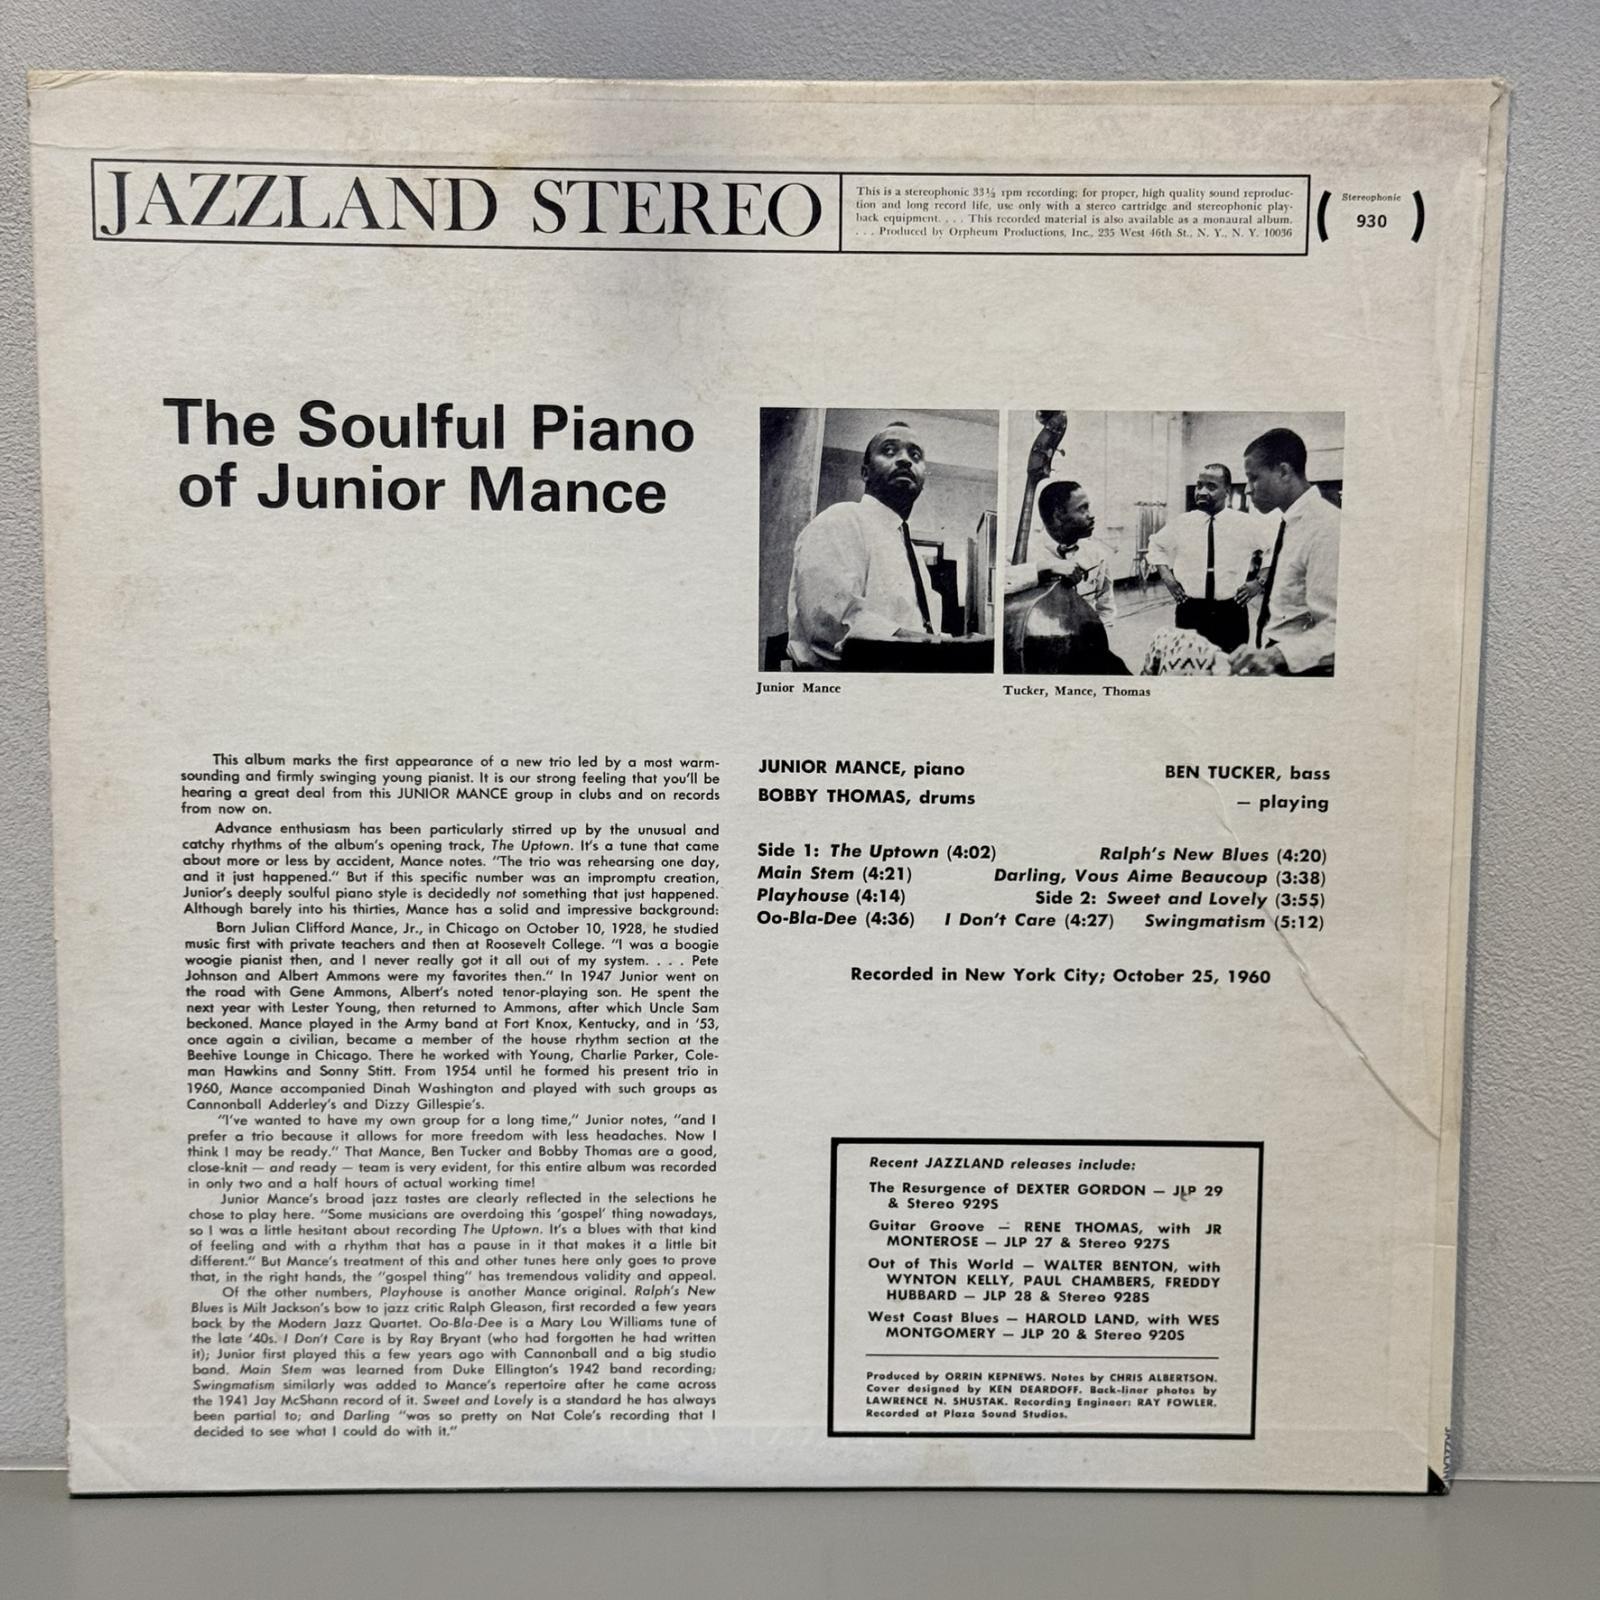 JAZZLAND STEREO
This is a stereophonic 33⅓ rpm recording; for proper, high quality sound reproduc-
tion and long record life, use only with a stereo cartridge and stereophonic play-
back equipment. . . . This recorded material is also available as a monaural album.
. . . Produced by Orpheum Productions, Inc., 235 West 46th St., N. Y., N. Y. 10036
Stereophonic
( 930 )
The Soulful Piano
of Junior Mance
Junior Mance
Tucker, Mance, Thomas
This album marks the first appearance of a new trio led by a most warm-
sounding and firmly swinging young pianist. It is our strong feeling that you'll be
hearing a great deal from this JUNIOR MANCE group in clubs and on records
from now on.
Advance enthusiasm has been particularly stirred up by the unusual and
catchy rhythms of the album's opening track, The Uptown. It's a tune that came
about more or less by accident, Mance notes. "The trio was rehearsing one day,
and it just happened." But if this specific number was an impromptu creation,
Junior's deeply soulful piano style is decidedly not something that just happened.
Although barely into his thirties, Mance has a solid and impressive background:
Born Julian Clifford Mance, Jr., in Chicago on October 10, 1928, he studied
music first with private teachers and then at Roosevelt College. "I was a boogie
woogie pianist then, and I never really got it all out of my system. . . . Pete
Johnson and Albert Ammons were my favorites then." In 1947 Junior went on
the road with Gene Ammons, Albert's noted tenor-playing son. He spent the
next year with Lester Young, then returned to Ammons, after which Uncle Sam
beckoned. Mance played in the Army band at Fort Knox, Kentucky, and in '53,
once again a civilian, became a member of the house rhythm section at the
Beehive Lounge in Chicago. There he worked with Young, Charlie Parker, Cole-
man Hawkins and Sonny Stitt. From 1954 until he formed his present trio in
1960, Mance accompanied Dinah Washington and played with such groups as
Cannonball Adderley's and Dizzy Gillespie's.
"I've wanted to have my own group for a long time," Junior notes, "and I
prefer a trio because it allows for more freedom with less headaches. Now I
think I may be ready." That Mance, Ben Tucker and Bobby Thomas are a good,
close-knit — and ready — team is very evident, for this entire album was recorded
in only two and a half hours of actual working time!
Junior Mance's broad jazz tastes are clearly reflected in the selections he
chose to play here. "Some musicians are overdoing this 'gospel' thing nowadays,
so I was a little hesitant about recording The Uptown. It's a blues with that kind
of feeling and with a rhythm that has a pause in it that makes it a little bit
different." But Mance's treatment of this and other tunes here only goes to prove
that, in the right hands, the "gospel thing" has tremendous validity and appeal.
Of the other numbers, Playhouse is another Mance original. Ralph's New
Blues is Milt Jackson's bow to jazz critic Ralph Gleason, first recorded a few years
back by the Modern Jazz Quartet. Oo-Bla-Dee is a Mary Lou Williams tune of
the late '40s. I Don't Care is by Ray Bryant (who had forgotten he had written
it); Junior first played this a few years ago with Cannonball and a big studio
band. Main Stem was learned from Duke Ellington's 1942 band recording;
Swingmatism similarly was added to Mance's repertoire after he came across
the 1941 Jay McShann record of it. Sweet and Lovely is a standard he has always
been partial to; and Darling "was so pretty on Nat Cole's recording that I
decided to see what I could do with it."
JUNIOR MANCE, piano BEN TUCKER, bass
BOBBY THOMAS, drums — playing
Side 1: The Uptown (4:02) Ralph's New Blues (4:20)
Main Stem (4:21) Darling, Vous Aime Beaucoup (3:38)
Playhouse (4:14) Side 2: Sweet and Lovely (3:55)
Oo-Bla-Dee (4:36) I Don't Care (4:27) Swingmatism (5:12)
Recorded in New York City; October 25, 1960
Recent JAZZLAND releases include:
The Resurgence of DEXTER GORDON — JLP 29
& Stereo 929S
Guitar Groove — RENE THOMAS, with JR
MONTEROSE — JLP 27 & Stereo 927S
Out of This World — WALTER BENTON, with
WYNTON KELLY, PAUL CHAMBERS, FREDDY
HUBBARD — JLP 28 & Stereo 928S
West Coast Blues — HAROLD LAND, with WES
MONTGOMERY — JLP 20 & Stereo 920S
Produced by ORRIN KEPNEWS. Notes by CHRIS ALBERTSON.
Cover designed by KEN DEARDOFF. Back-liner photos by
LAWRENCE N. SHUSTAK. Recording Engineer: RAY FOWLER.
Recorded at Plaza Sound Studios.